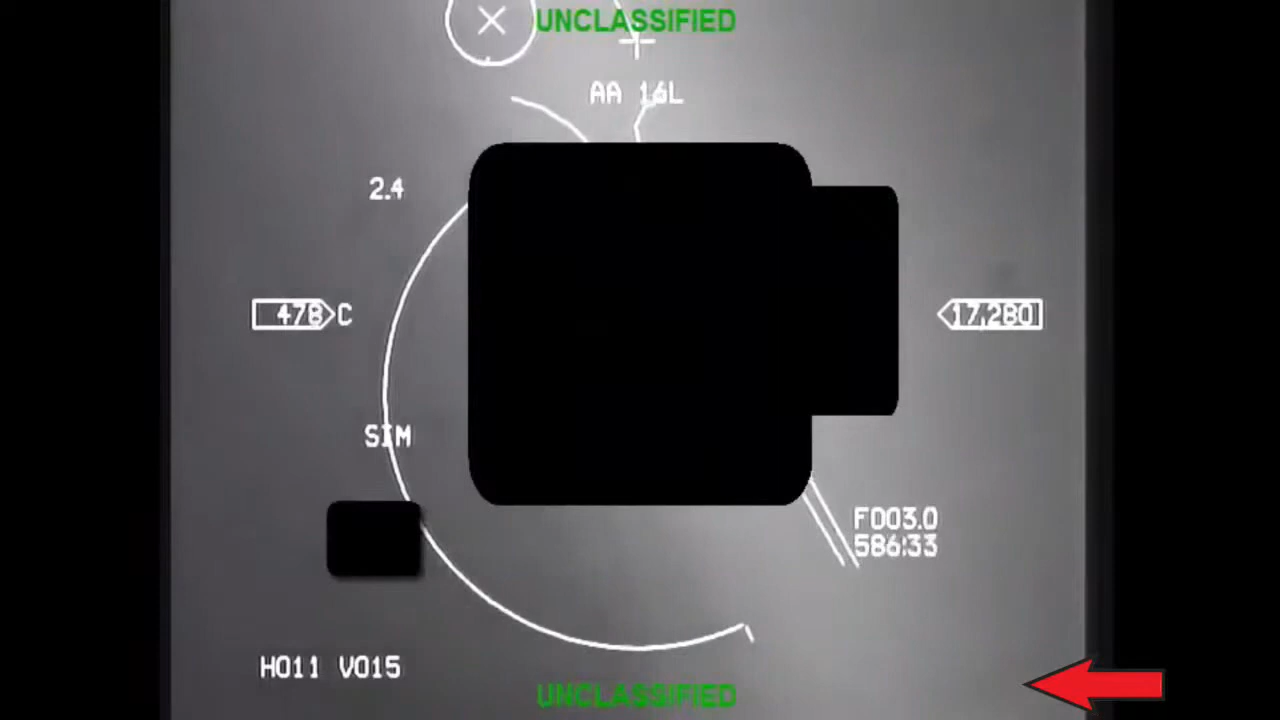 UNCLASSIFIED
AA 16L
2.4
478 C
17,280
SIM
F003.0
586:33
H011 V015
UNCLASSIFIED